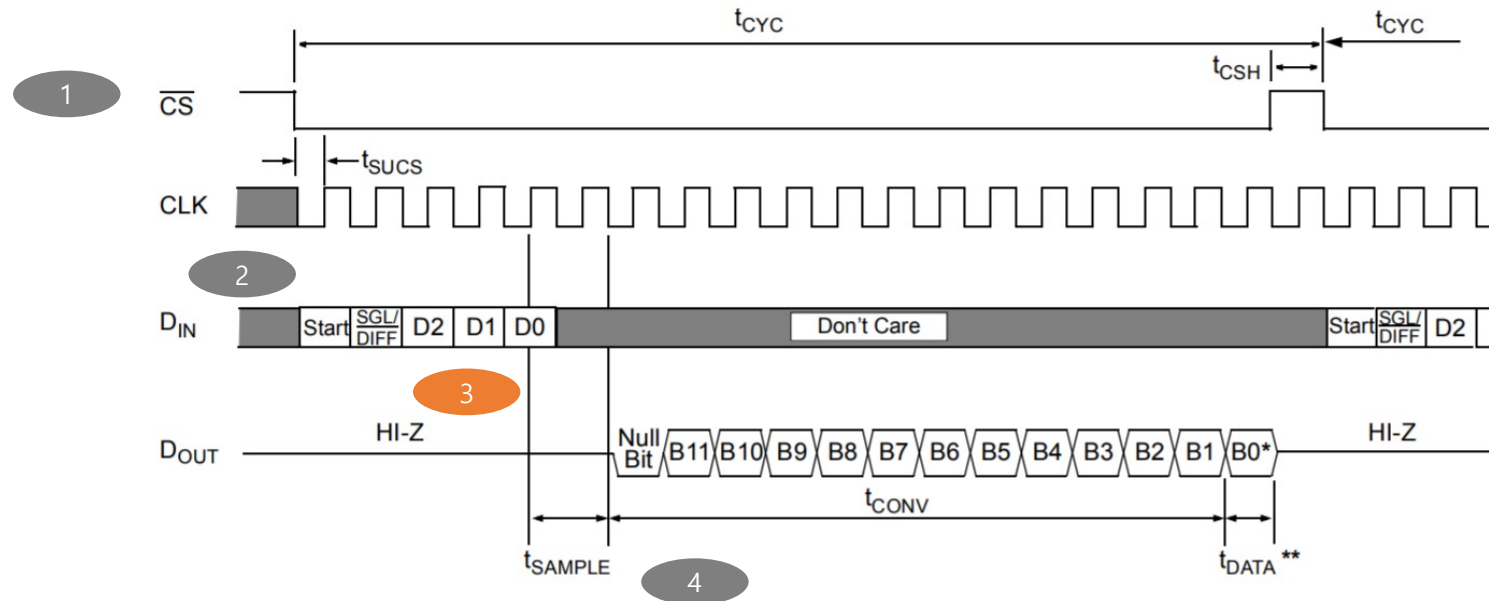 tCYC tCYC
tCSH
1
CS
tSUCS
CLK
2
DIN Start SGL/ DIFF D2 D1 D0 Don't Care Start SGL/ DIFF D2
3
HI-Z HI-Z
DOUT Null Bit B11 B10 B9 B8 B7 B6 B5 B4 B3 B2 B1 B0*
tCONV
tSAMPLE tDATA **
4